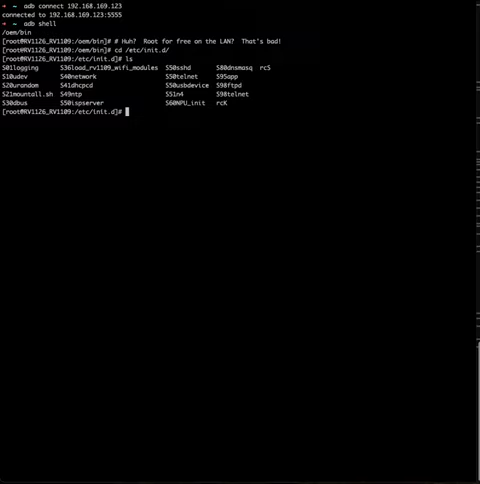 → ~ adb connect 192.168.169.123
connected to 192.168.169.123:5555
→ ~ adb shell
/oem/bin
[root@RV1126_RV1109:/oem/bin]# # Huh? Root for free on the LAN? That's bad!
[root@RV1126_RV1109:/oem/bin]# cd /etc/init.d/
[root@RV1126_RV1109:/etc/init.d]# ls
S01logging S36load_rv1109_wifi_modules S50sshd S80dnsmasq rcS
S10udev S40network S50telnet S95app
S20urandom S41dhcpcd S50usbdevice S98ftpd
S21mountall.sh S49ntp S51n4 S98telnet
S30dbus S50ispserver S60NPU_init rcK
[root@RV1126_RV1109:/etc/init.d]#